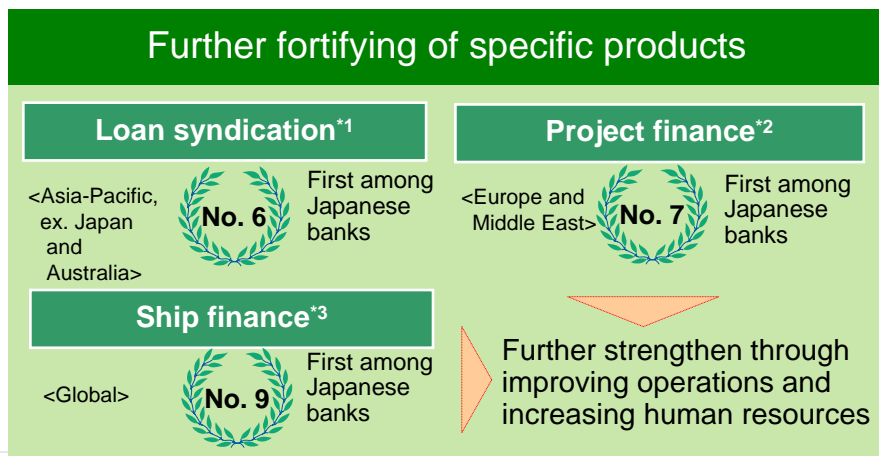 Further fortifying of specific products
Loan syndication*1
<Asia-Pacific,
ex. Japan
and
Australia>
No. 6
First among
Japanese
banks
Project finance*2
<Europe and
Middle East>
No. 7
First among
Japanese
banks
Ship finance*3
<Global>
No. 9
First among
Japanese
banks
Further strengthen through
improving operations and
increasing human resources